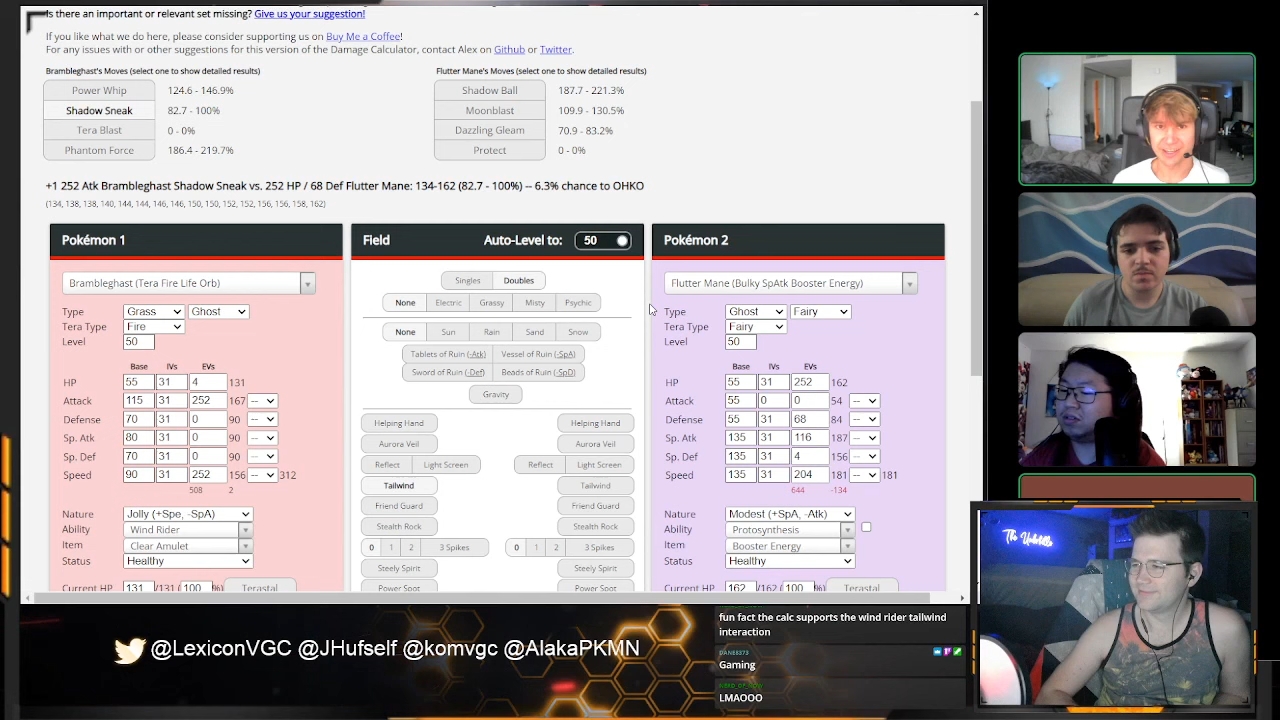 Is there an important or relevant set missing? Give us your suggestion!
If you like what we do here, please consider supporting us on Buy Me a Coffee!
For any issues with or other suggestions for this version of the Damage Calculator, contact Alex on Github or Twitter.
Brambleghast's Moves (select one to show detailed results)
Power Whip 124.6 - 146.9%
Shadow Sneak 82.7 - 100%
Tera Blast 0 - 0%
Phantom Force 186.4 - 219.7%
Flutter Mane's Moves (select one to show detailed results)
Shadow Ball 187.7 - 221.3%
Moonblast 109.9 - 130.5%
Dazzling Gleam 70.9 - 83.2%
Protect 0 - 0%
+1 252 Atk Brambleghast Shadow Sneak vs. 252 HP / 68 Def Flutter Mane: 134-162 (82.7 - 100%) -- 6.3% chance to OHKO
(134, 138, 138, 140, 144, 144, 146, 146, 150, 150, 152, 152, 156, 156, 158, 162)
Pokémon 1
Brambleghast (Tera Fire Life Orb)
Type Grass Ghost
Tera Type Fire
Level 50
Base IVs EVs
HP 55 31 4 131
Attack 115 31 252 167 --
Defense 70 31 0 90 --
Sp. Atk 80 31 0 90 --
Sp. Def 70 31 0 90 --
Speed 90 31 252 156 -- 312
508 2
Nature Jolly (+Spe, -SpA)
Ability Wind Rider
Item Clear Amulet
Status Healthy
Current HP 131 /131 ( 100 %) Terastal
Field Auto-Level to: 50
Singles Doubles
None Electric Grassy Misty Psychic
None Sun Rain Sand Snow
Tablets of Ruin (-Atk) Vessel of Ruin (-SpA)
Sword of Ruin (-Def) Beads of Ruin (-SpD)
Gravity
Helping Hand Helping Hand
Aurora Veil Aurora Veil
Reflect Light Screen Reflect Light Screen
Tailwind Tailwind
Friend Guard Friend Guard
Stealth Rock Stealth Rock
0 1 2 3 Spikes 0 1 2 3 Spikes
Steely Spirit Steely Spirit
Power Spot Power Spot
Pokémon 2
Flutter Mane (Bulky SpAtk Booster Energy)
Type Ghost Fairy
Tera Type Fairy
Level 50
Base IVs EVs
HP 55 31 252 162
Attack 55 0 0 54 --
Defense 55 31 68 84 --
Sp. Atk 135 31 116 187 --
Sp. Def 135 31 4 156 --
Speed 135 31 204 181 -- 181
644 -134
Nature Modest (+SpA, -Atk)
Ability Protosynthesis
Item Booster Energy
Status Healthy
Current HP 162 /162 ( 100 %) Terastal
@LexiconVGC @JHufself @komvgc @AlakaPKMN
fun fact the calc supports the wind rider tailwind
interaction
Gaming
LMAOOO